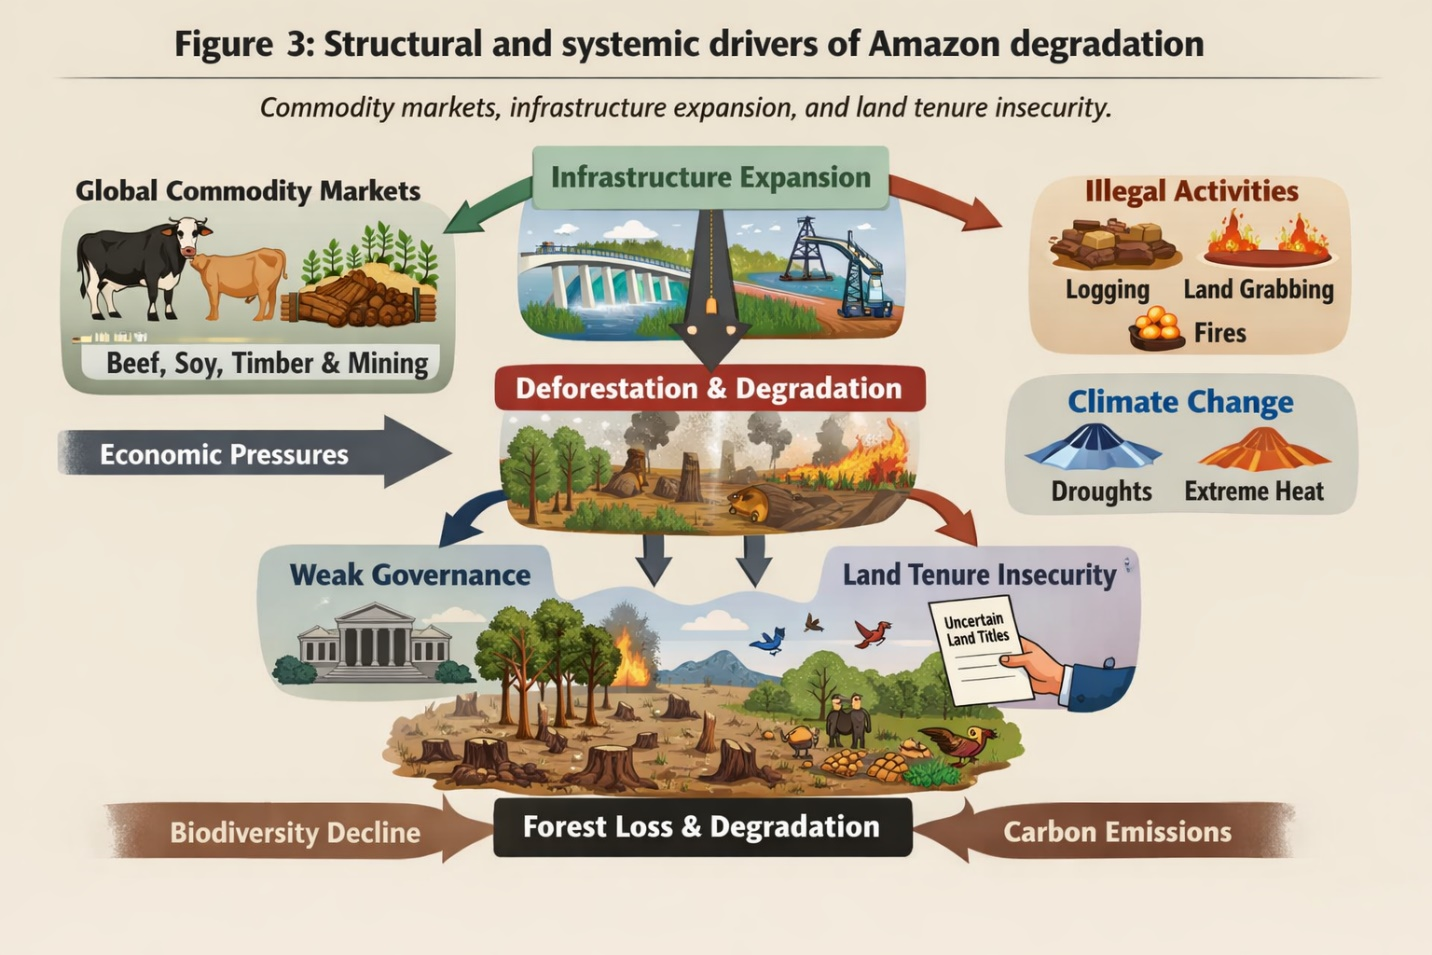 Figure 3: Structural and systemic drivers of Amazon degradation
Commodity markets, infrastructure expansion, and land tenure insecurity.
Global Commodity Markets
Beef, Soy, Timber & Mining
Infrastructure Expansion
Illegal Activities
Logging
Land Grabbing
Fires
Economic Pressures
Deforestation & Degradation
Climate Change
Droughts
Extreme Heat
Weak Governance
Land Tenure Insecurity
Uncertain
Land Titles
Biodiversity Decline
Forest Loss & Degradation
Carbon Emissions